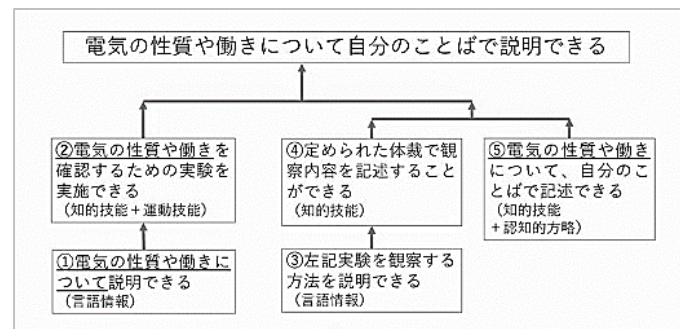 電気の性質や働きについて自分のことばで説明できる
②電気の性質や働きを
確認するための実験を
実施できる
(知的技能+運動技能)
④定められた体裁で観
察内容を記述すること
ができる
(知的技能)
⑤電気の性質や働き
について、自分のこ
とばで記述できる
(知的技能
+認知的方略)
①電気の性質や働きに
ついて説明できる
(言語情報)
③左記実験を観察する
方法を説明できる
(言語情報)